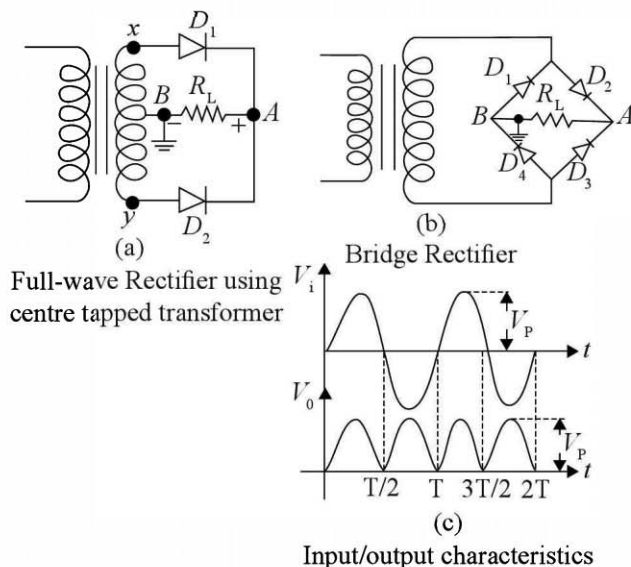 x
D1
B
RL
A
−
+
y
D2
(a)
Full-wave Rectifier using
centre tapped transformer
D1
D2
RL
B
A
D4
D3
(b)
Bridge Rectifier
Vi
VP
t
V0
VP
t
T/2
T
3T/2
2T
(c)
Input/output characteristics